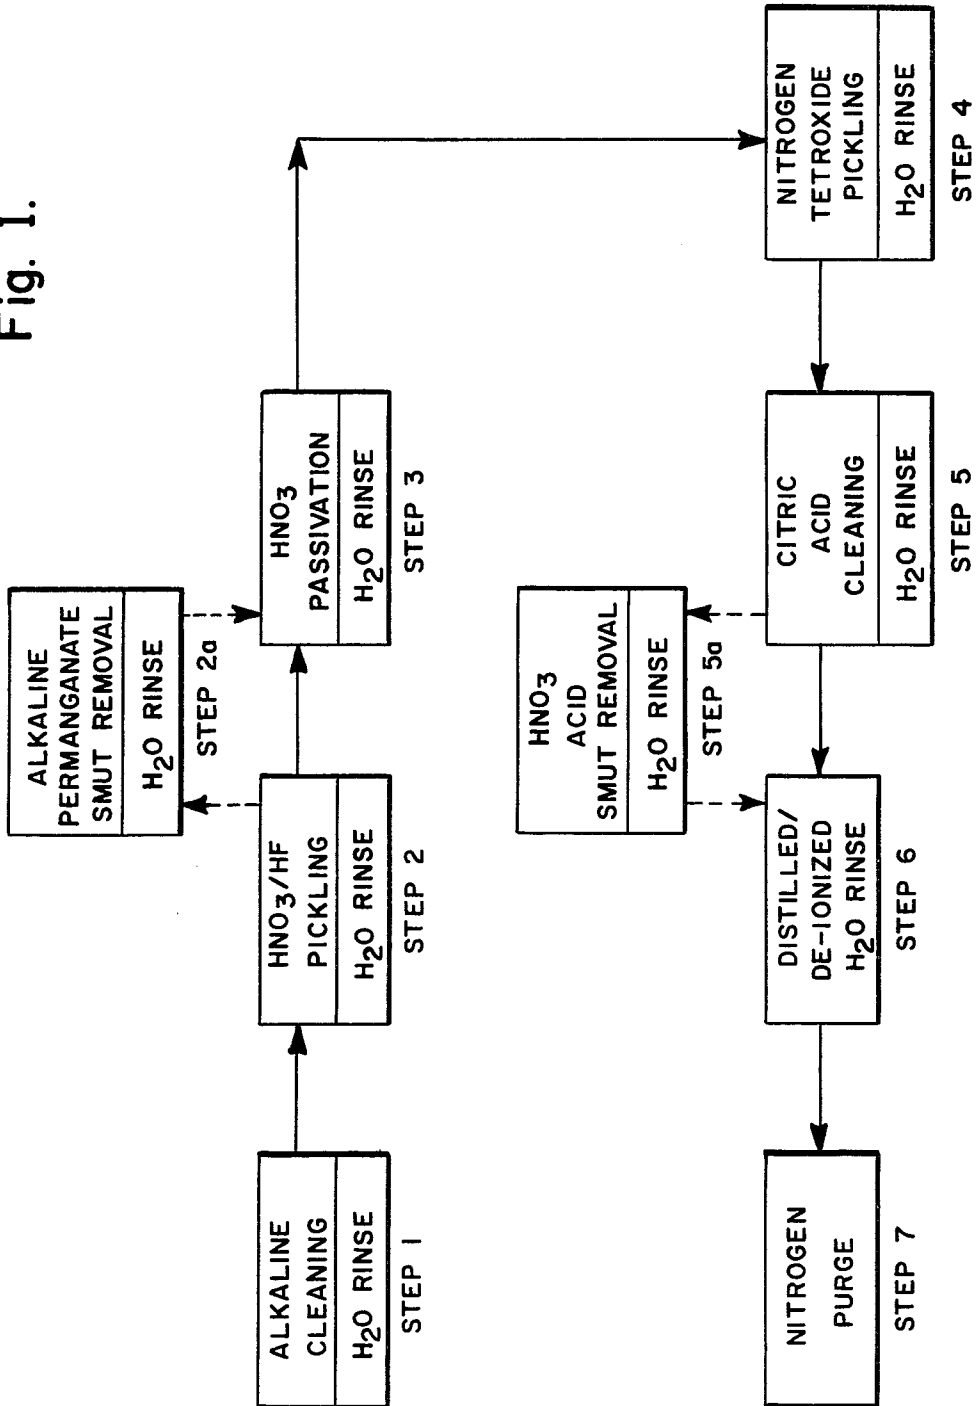 Fig. 1.
ALKALINE
CLEANING
H2O RINSE
STEP 1
HNO3/HF
PICKLING
H2O RINSE
STEP 2
ALKALINE
PERMANGANATE
SMUT REMOVAL
H2O RINSE
STEP 2a
HNO3
PASSIVATION
H2O RINSE
STEP 3
NITROGEN
TETROXIDE
PICKLING
H2O RINSE
STEP 4
CITRIC
ACID
CLEANING
H2O RINSE
STEP 5
HNO3
ACID
SMUT REMOVAL
H2O RINSE
STEP 5a
DISTILLED/
DE-IONIZED
H2O RINSE
STEP 6
NITROGEN
PURGE
STEP 7